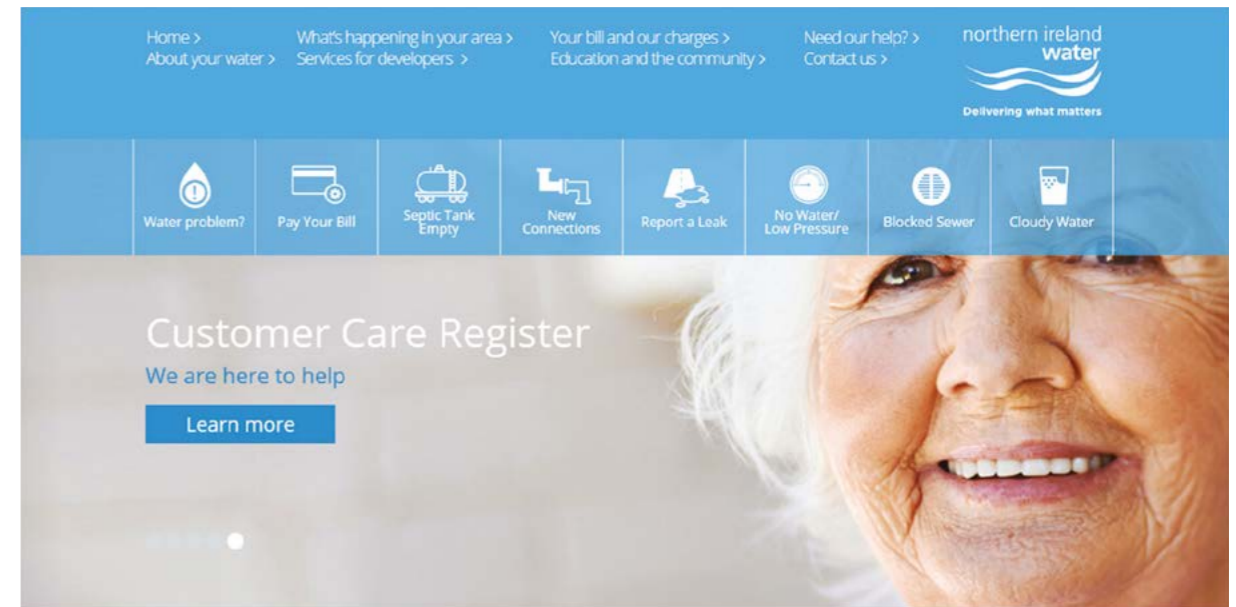 Home >
What's happening in your area >
Your bill and our charges >
Need our help? >
About your water >
Services for developers >
Education and the community >
Contact us >
northern ireland
water
Delivering what matters
Water problem?
Pay Your Bill
Septic Tank
Empty
New
Connections
Report a Leak
No Water/
Low Pressure
Blocked Sewer
Cloudy Water
Customer Care Register
We are here to help
Learn more